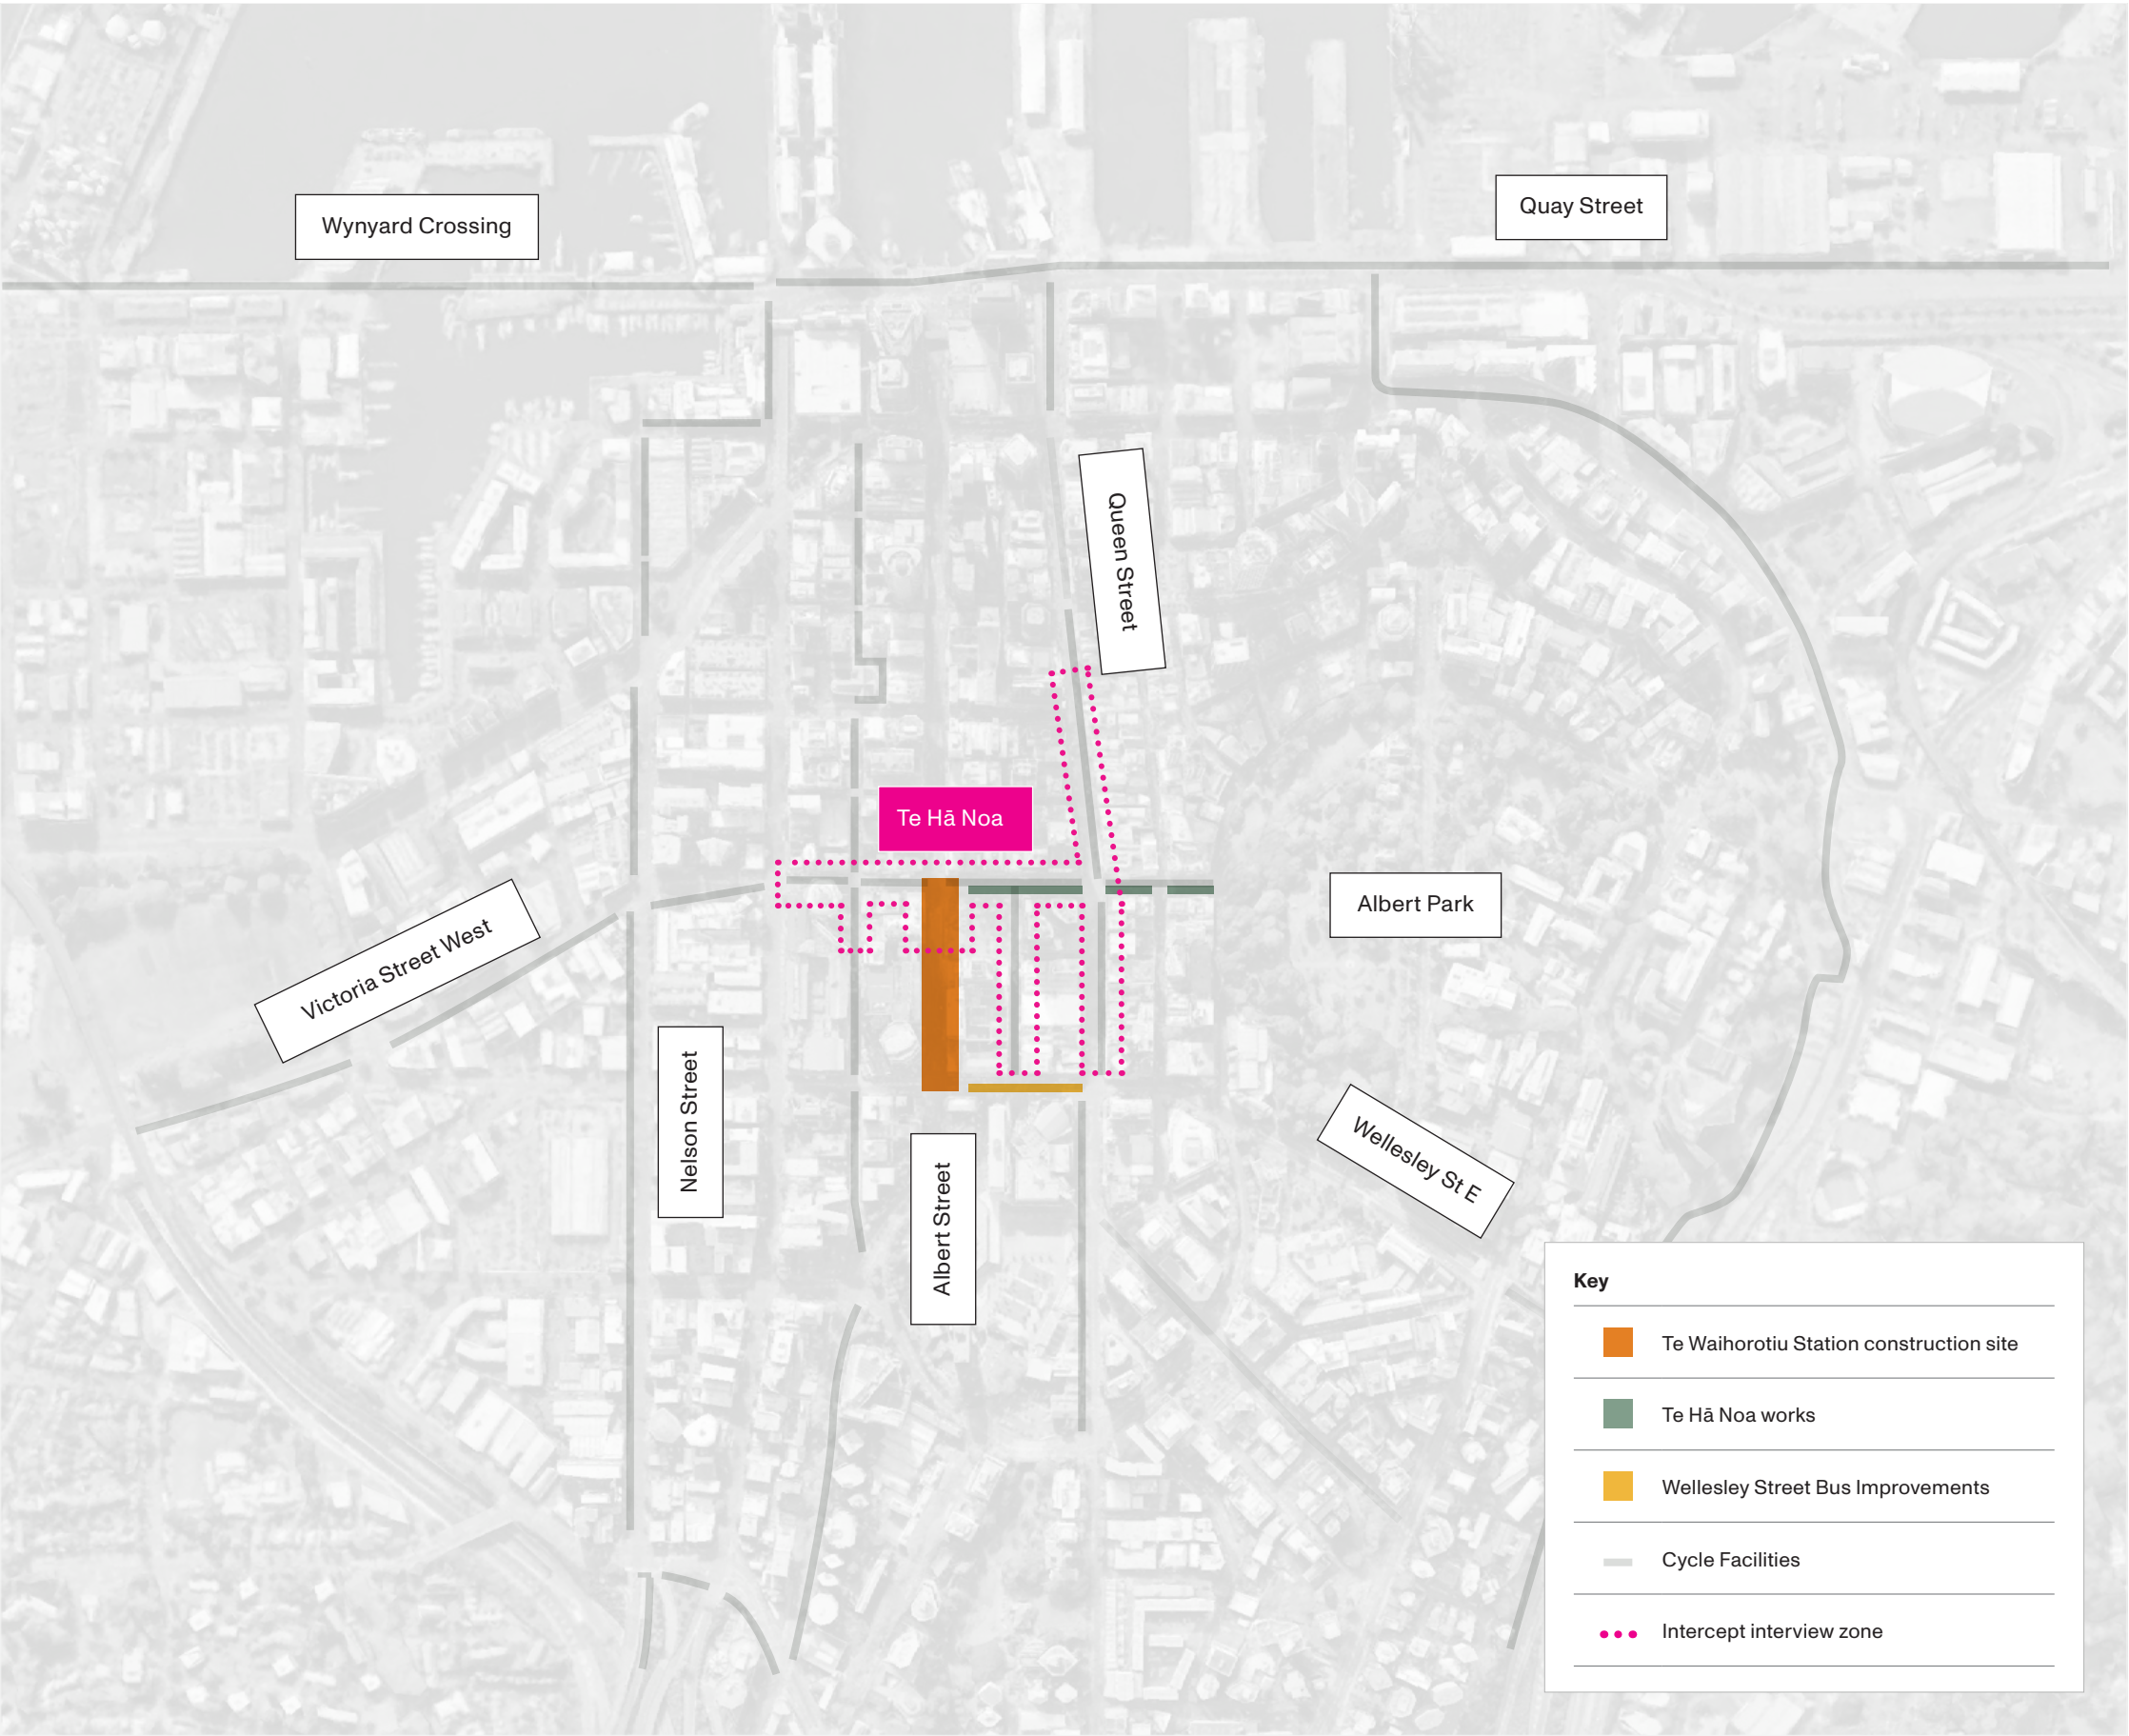 Wynyard Crossing
Quay Street
Queen Street
Te Hā Noa
Albert Park
Victoria Street West
Nelson Street
Albert Street
Wellesley St E
Key
Te Waihorotiu Station construction site
Te Hā Noa works
Wellesley Street Bus Improvements
Cycle Facilities
Intercept interview zone